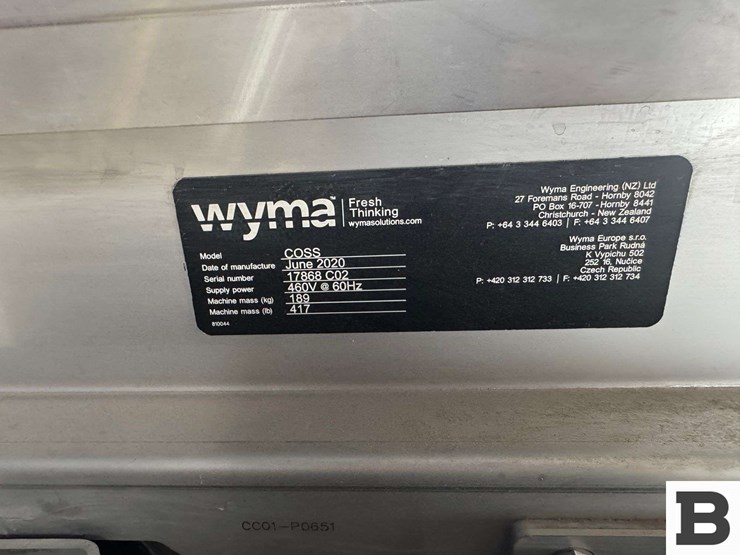 wyma™ Fresh Thinking
wymasolutions.com
Model COSS
Date of manufacture June 2020
Serial number 17868 C02
Supply power 460V @ 60Hz
Machine mass (kg) 189
Machine mass (lb) 417
810044
Wyma Engineering (NZ) Ltd
27 Foremans Road - Hornby 8042
PO Box 16-707 - Hornby 8441
Christchurch - New Zealand
P: +64 3 344 6403 | F: +64 3 344 6407
Wyma Europe s.r.o.
Business Park Rudná
K Vypichu 502
252 16, Nučice
Czech Republic
P: +420 312 312 733 | F: +420 312 312 734
CC01-P0651
B